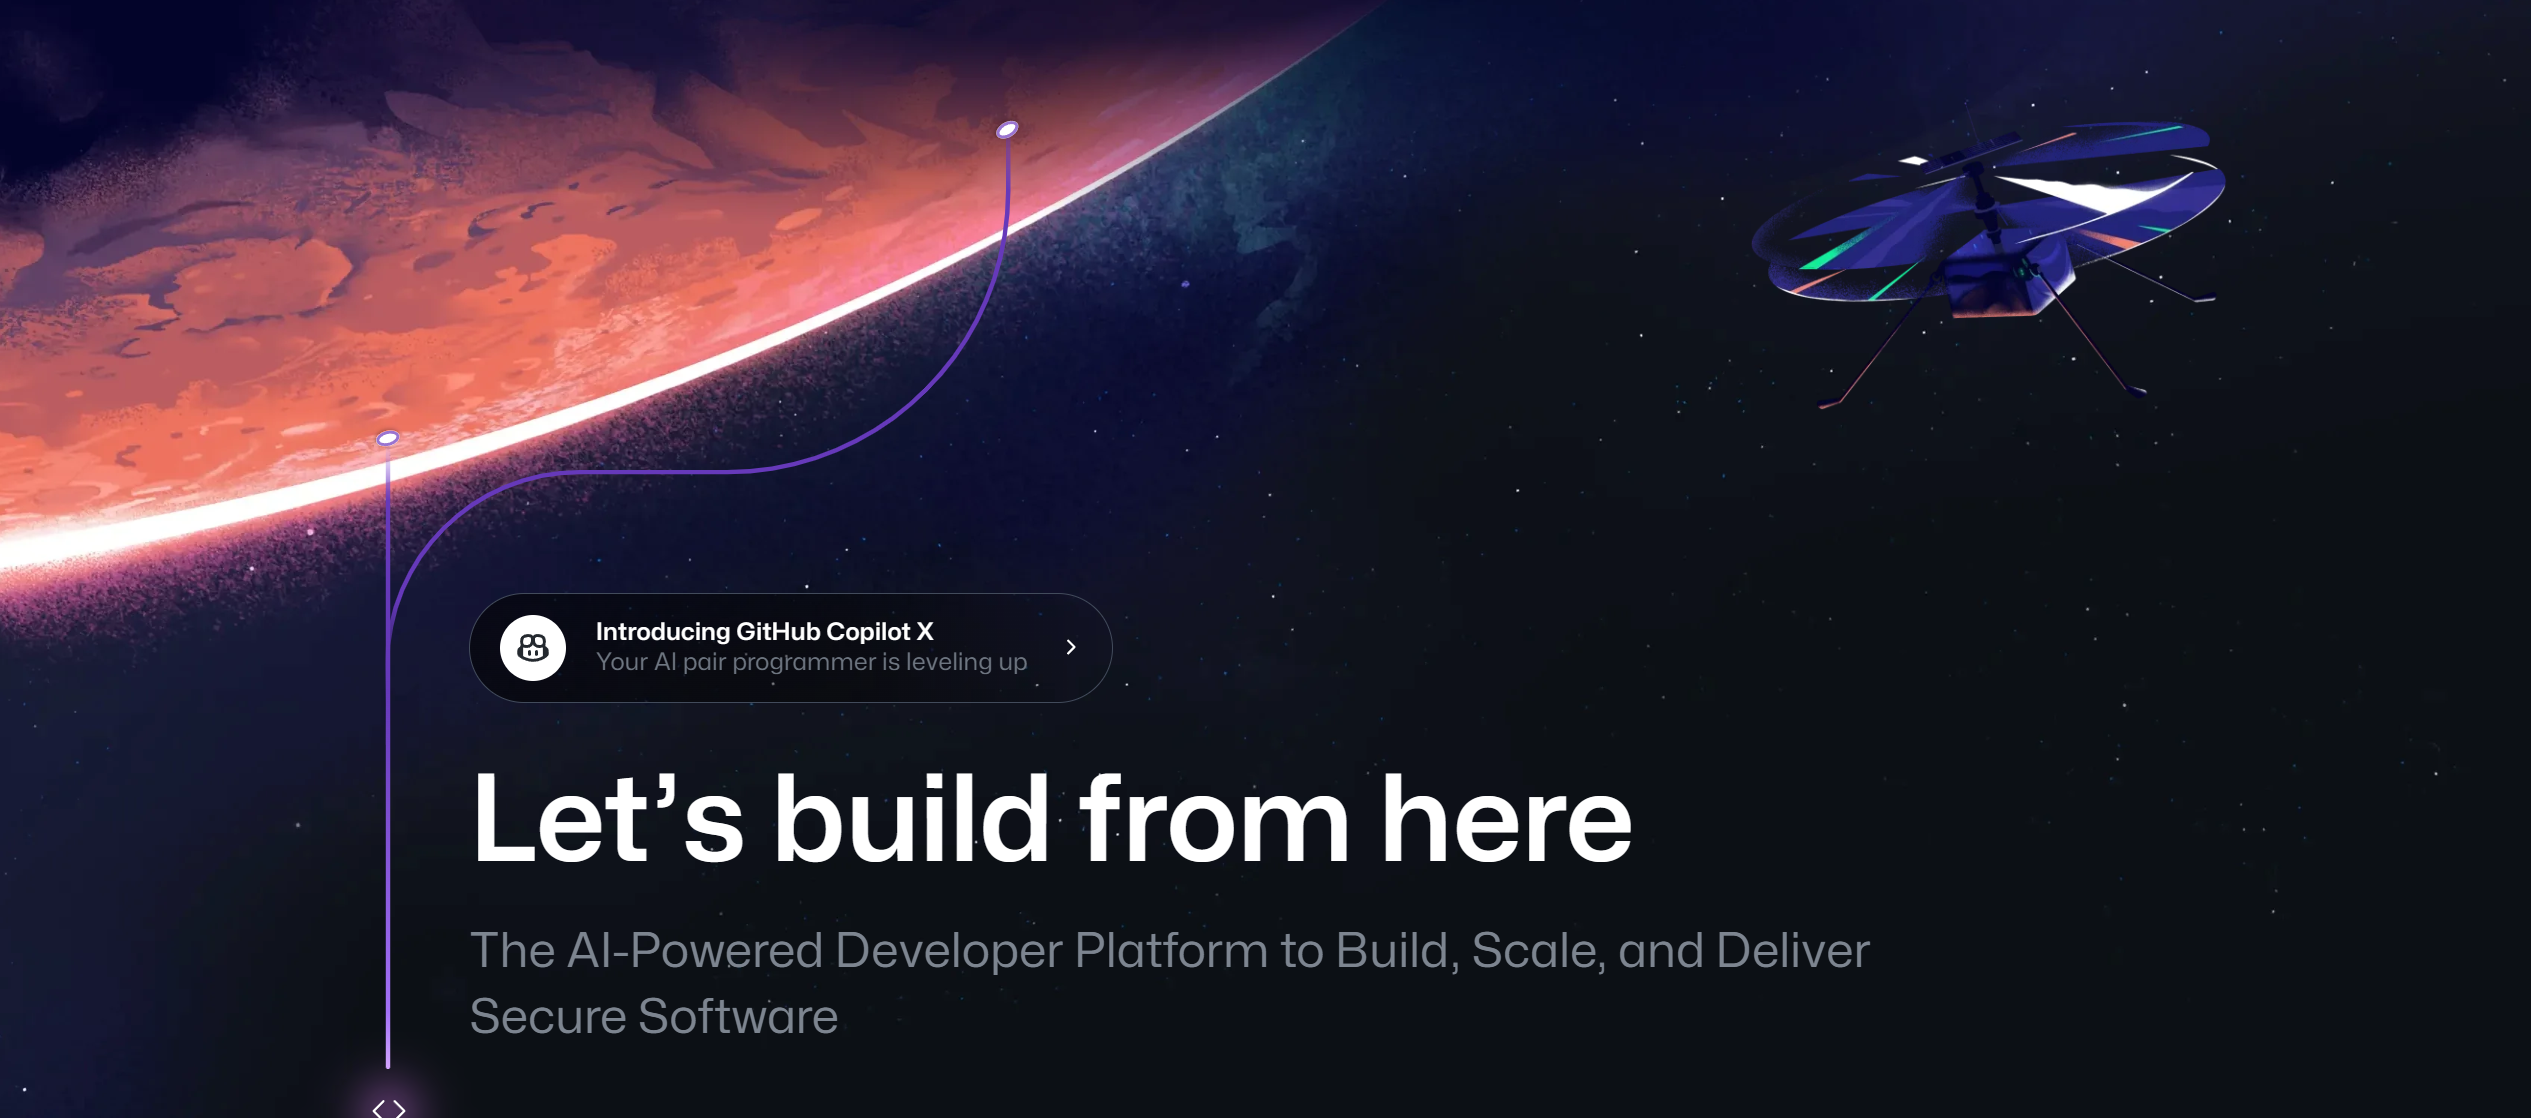 Introducing GitHub Copilot X
Your AI pair programmer is leveling up
Let’s build from here
The AI-Powered Developer Platform to Build, Scale, and Deliver
Secure Software